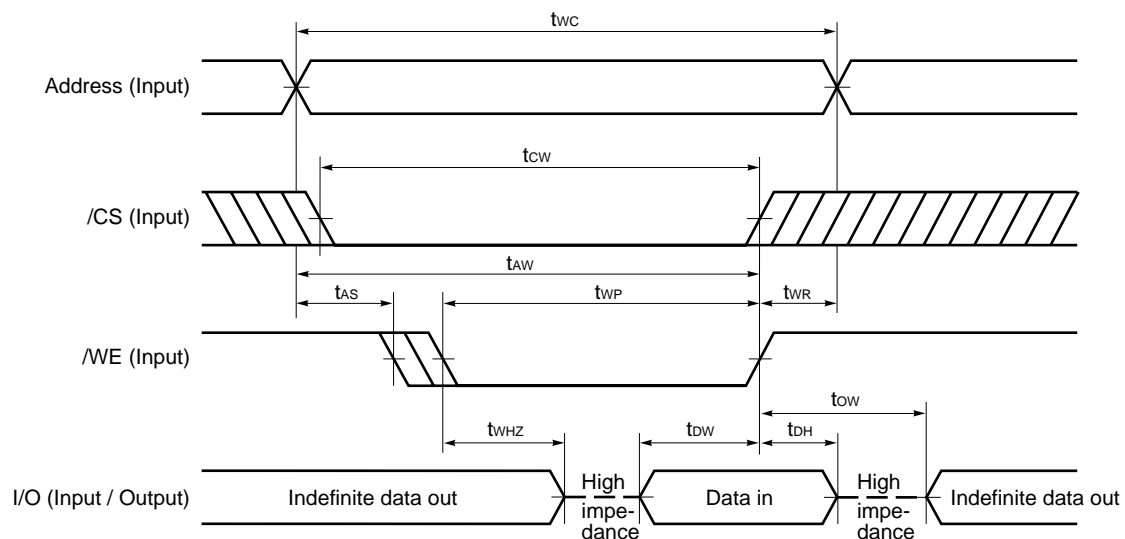 tWC
Address (Input)
tCW
/CS (Input)
tAW
tAS
tWP
tWR
/WE (Input)
tOW
tWHZ
tDW
tDH
I/O (Input / Output)
Indefinite data out
High
impe-
dance
Data in
High
impe-
dance
Indefinite data out